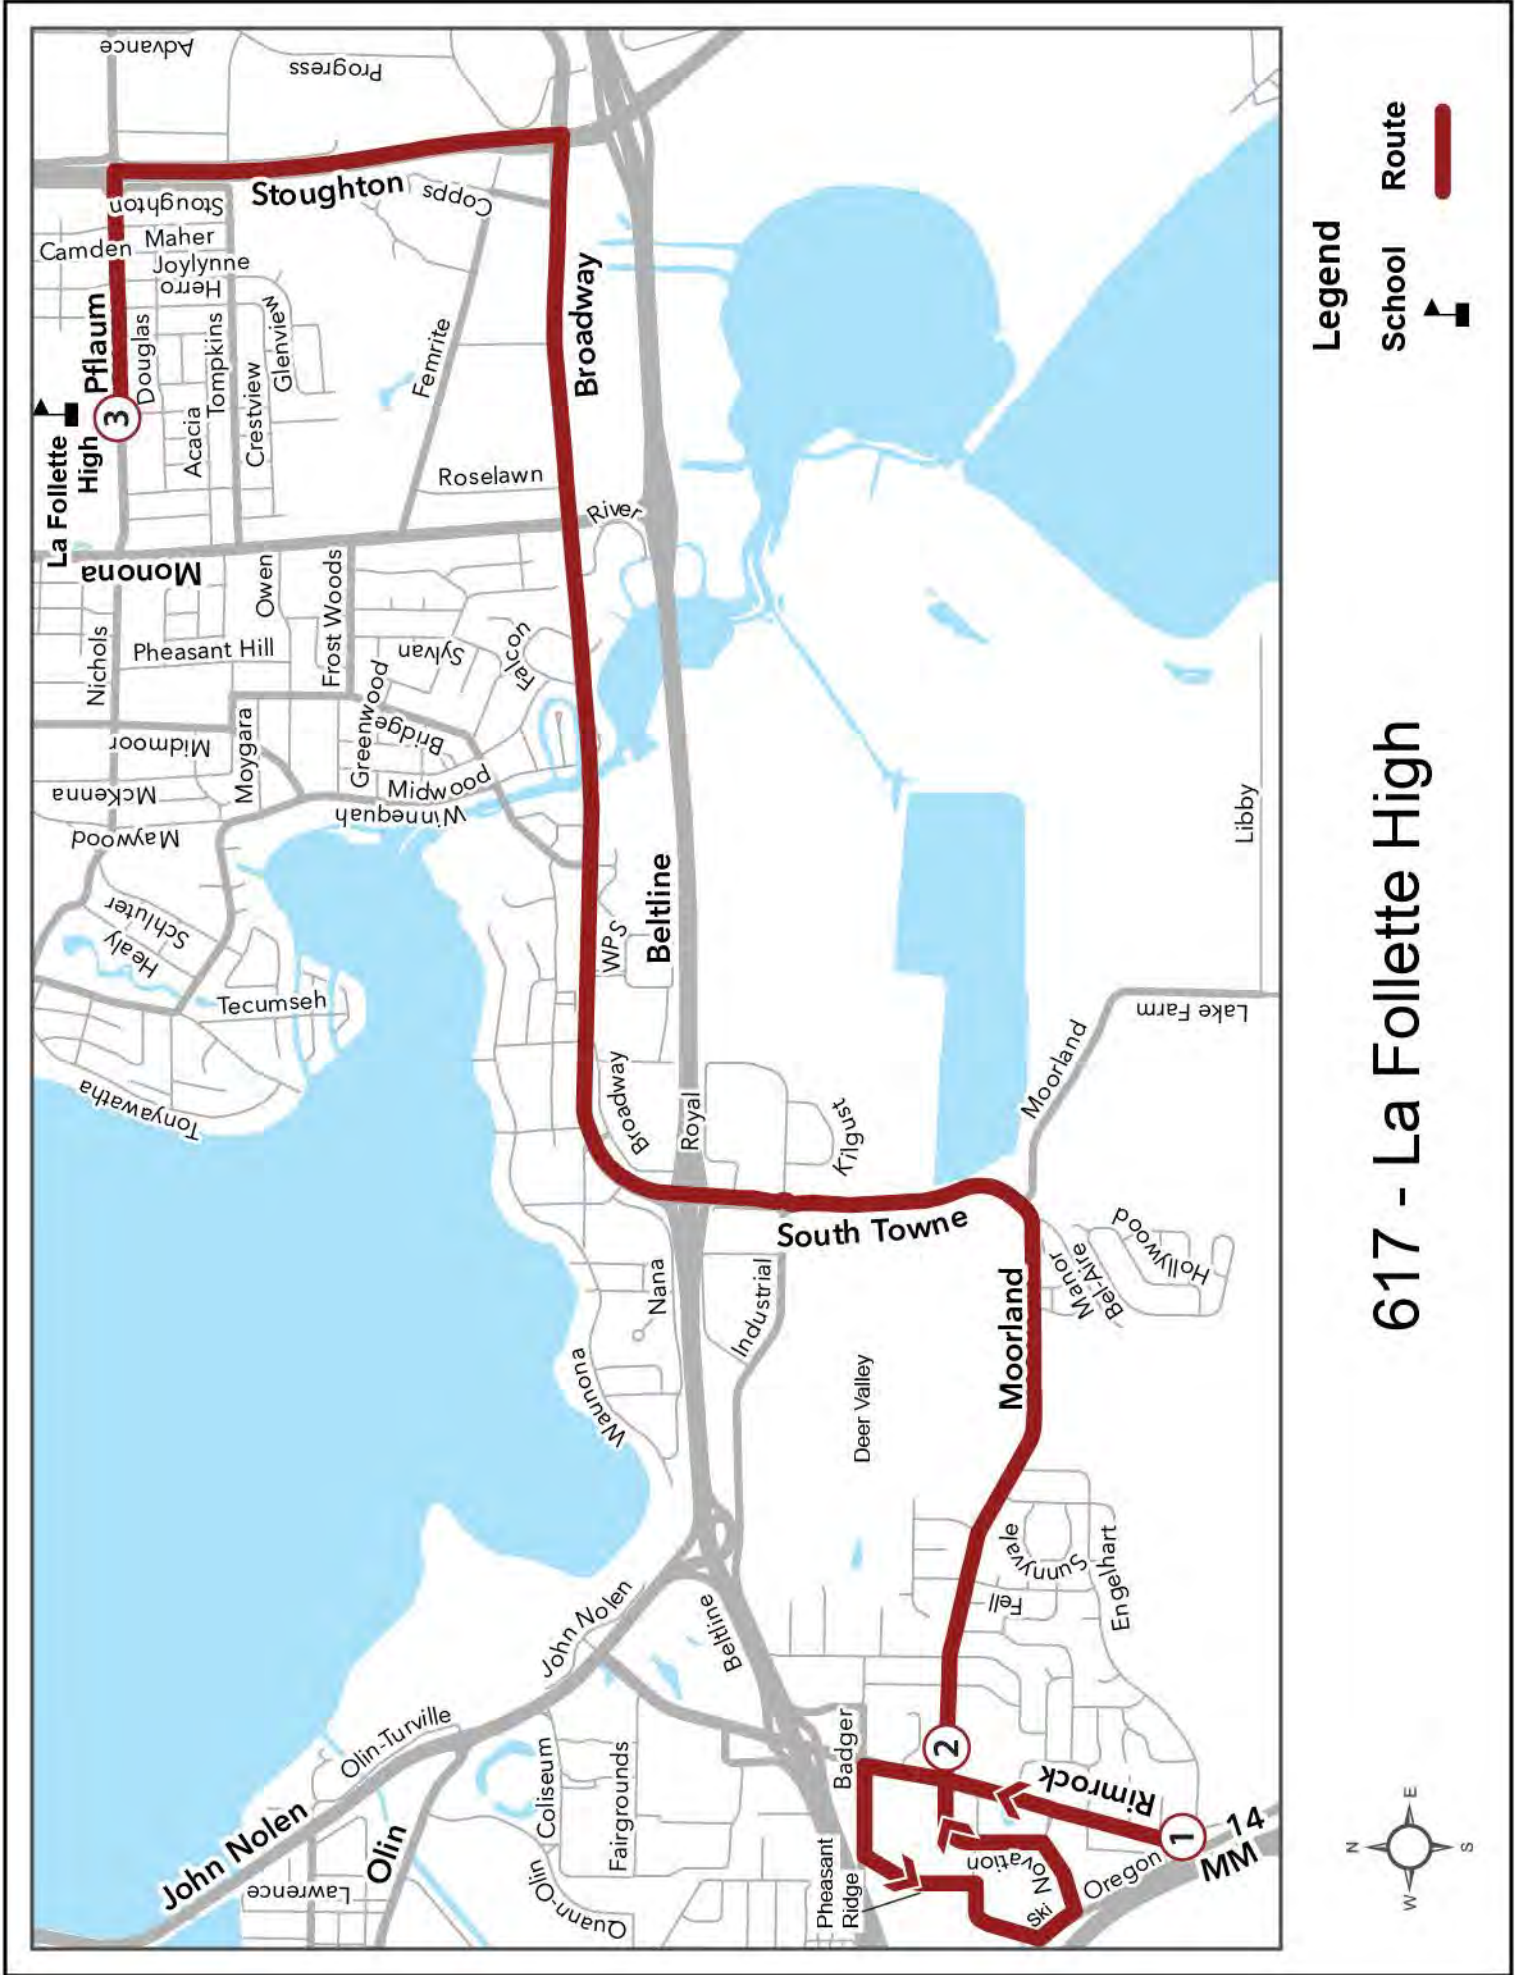 Advance
Progress
Stoughton
Stoughton
Copps
Camden
Maher
Joylynne
Herro
Pflaum
Douglas
Tompkins
Glenview
Crestview
Acacia
3
La Follette
High
Femrite
Broadway
Roselawn
River
Monona
Owen
Frost Woods
Nichols
Pheasant Hill
Sylvan
Falcon
Midmoor
Moygara
Greenwood
Bridge
Midwood
Winnequah
McKenna
Maywood
Schluter
Healy
Tecumseh
Tonyawatha
WPS
Beltline
Broadway
Royal
Kilgust
South Towne
Libby
Lake Farm
Moorland
Nana
Industrial
Waunona
Deer Valley
Moorland
Manor
Bel-Aire
Hollywood
Sunnyvale
Fell
Engelhart
John Nolen
Beltline
Olin-Turville
John Nolen
Olin
Lawrence
Coliseum
Fairgrounds
Quann-Olin
Badger
Pheasant
Ridge
2
Rimrock
1
Novation
Ski
Oregon
MM
14
Legend
School
Route
617 - La Follette High
N
E
S
W